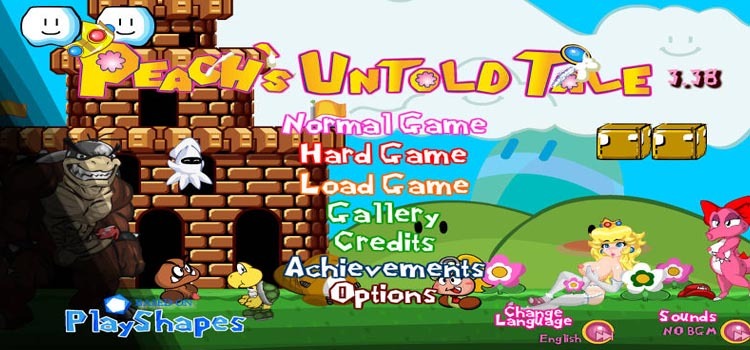 Peach's Untold Tale 3.38
Normal Game
Hard Game
Load Game
Gallery
Credits
Achievements
Options
PlayShapes
Change
Language
English
Sounds
NO BGM